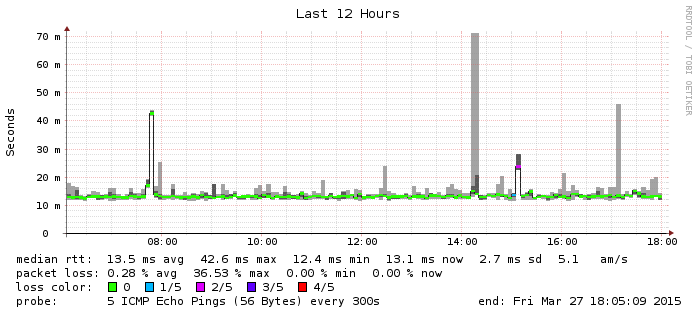 Last 12 Hours
RRDTOOL / TOBI OETIKER
Seconds
70 m
60 m
50 m
40 m
30 m
20 m
10 m
0
08:00 10:00 12:00 14:00 16:00 18:00
median rtt: 13.5 ms avg 42.6 ms max 12.4 ms min 13.1 ms now 2.7 ms sd 5.1 am/s
packet loss: 0.28 % avg 36.53 % max 0.00 % min 0.00 % now
loss color: 0 1/5 2/5 3/5 4/5
probe: 5 ICMP Echo Pings (56 Bytes) every 300s end: Fri Mar 27 18:05:09 2015